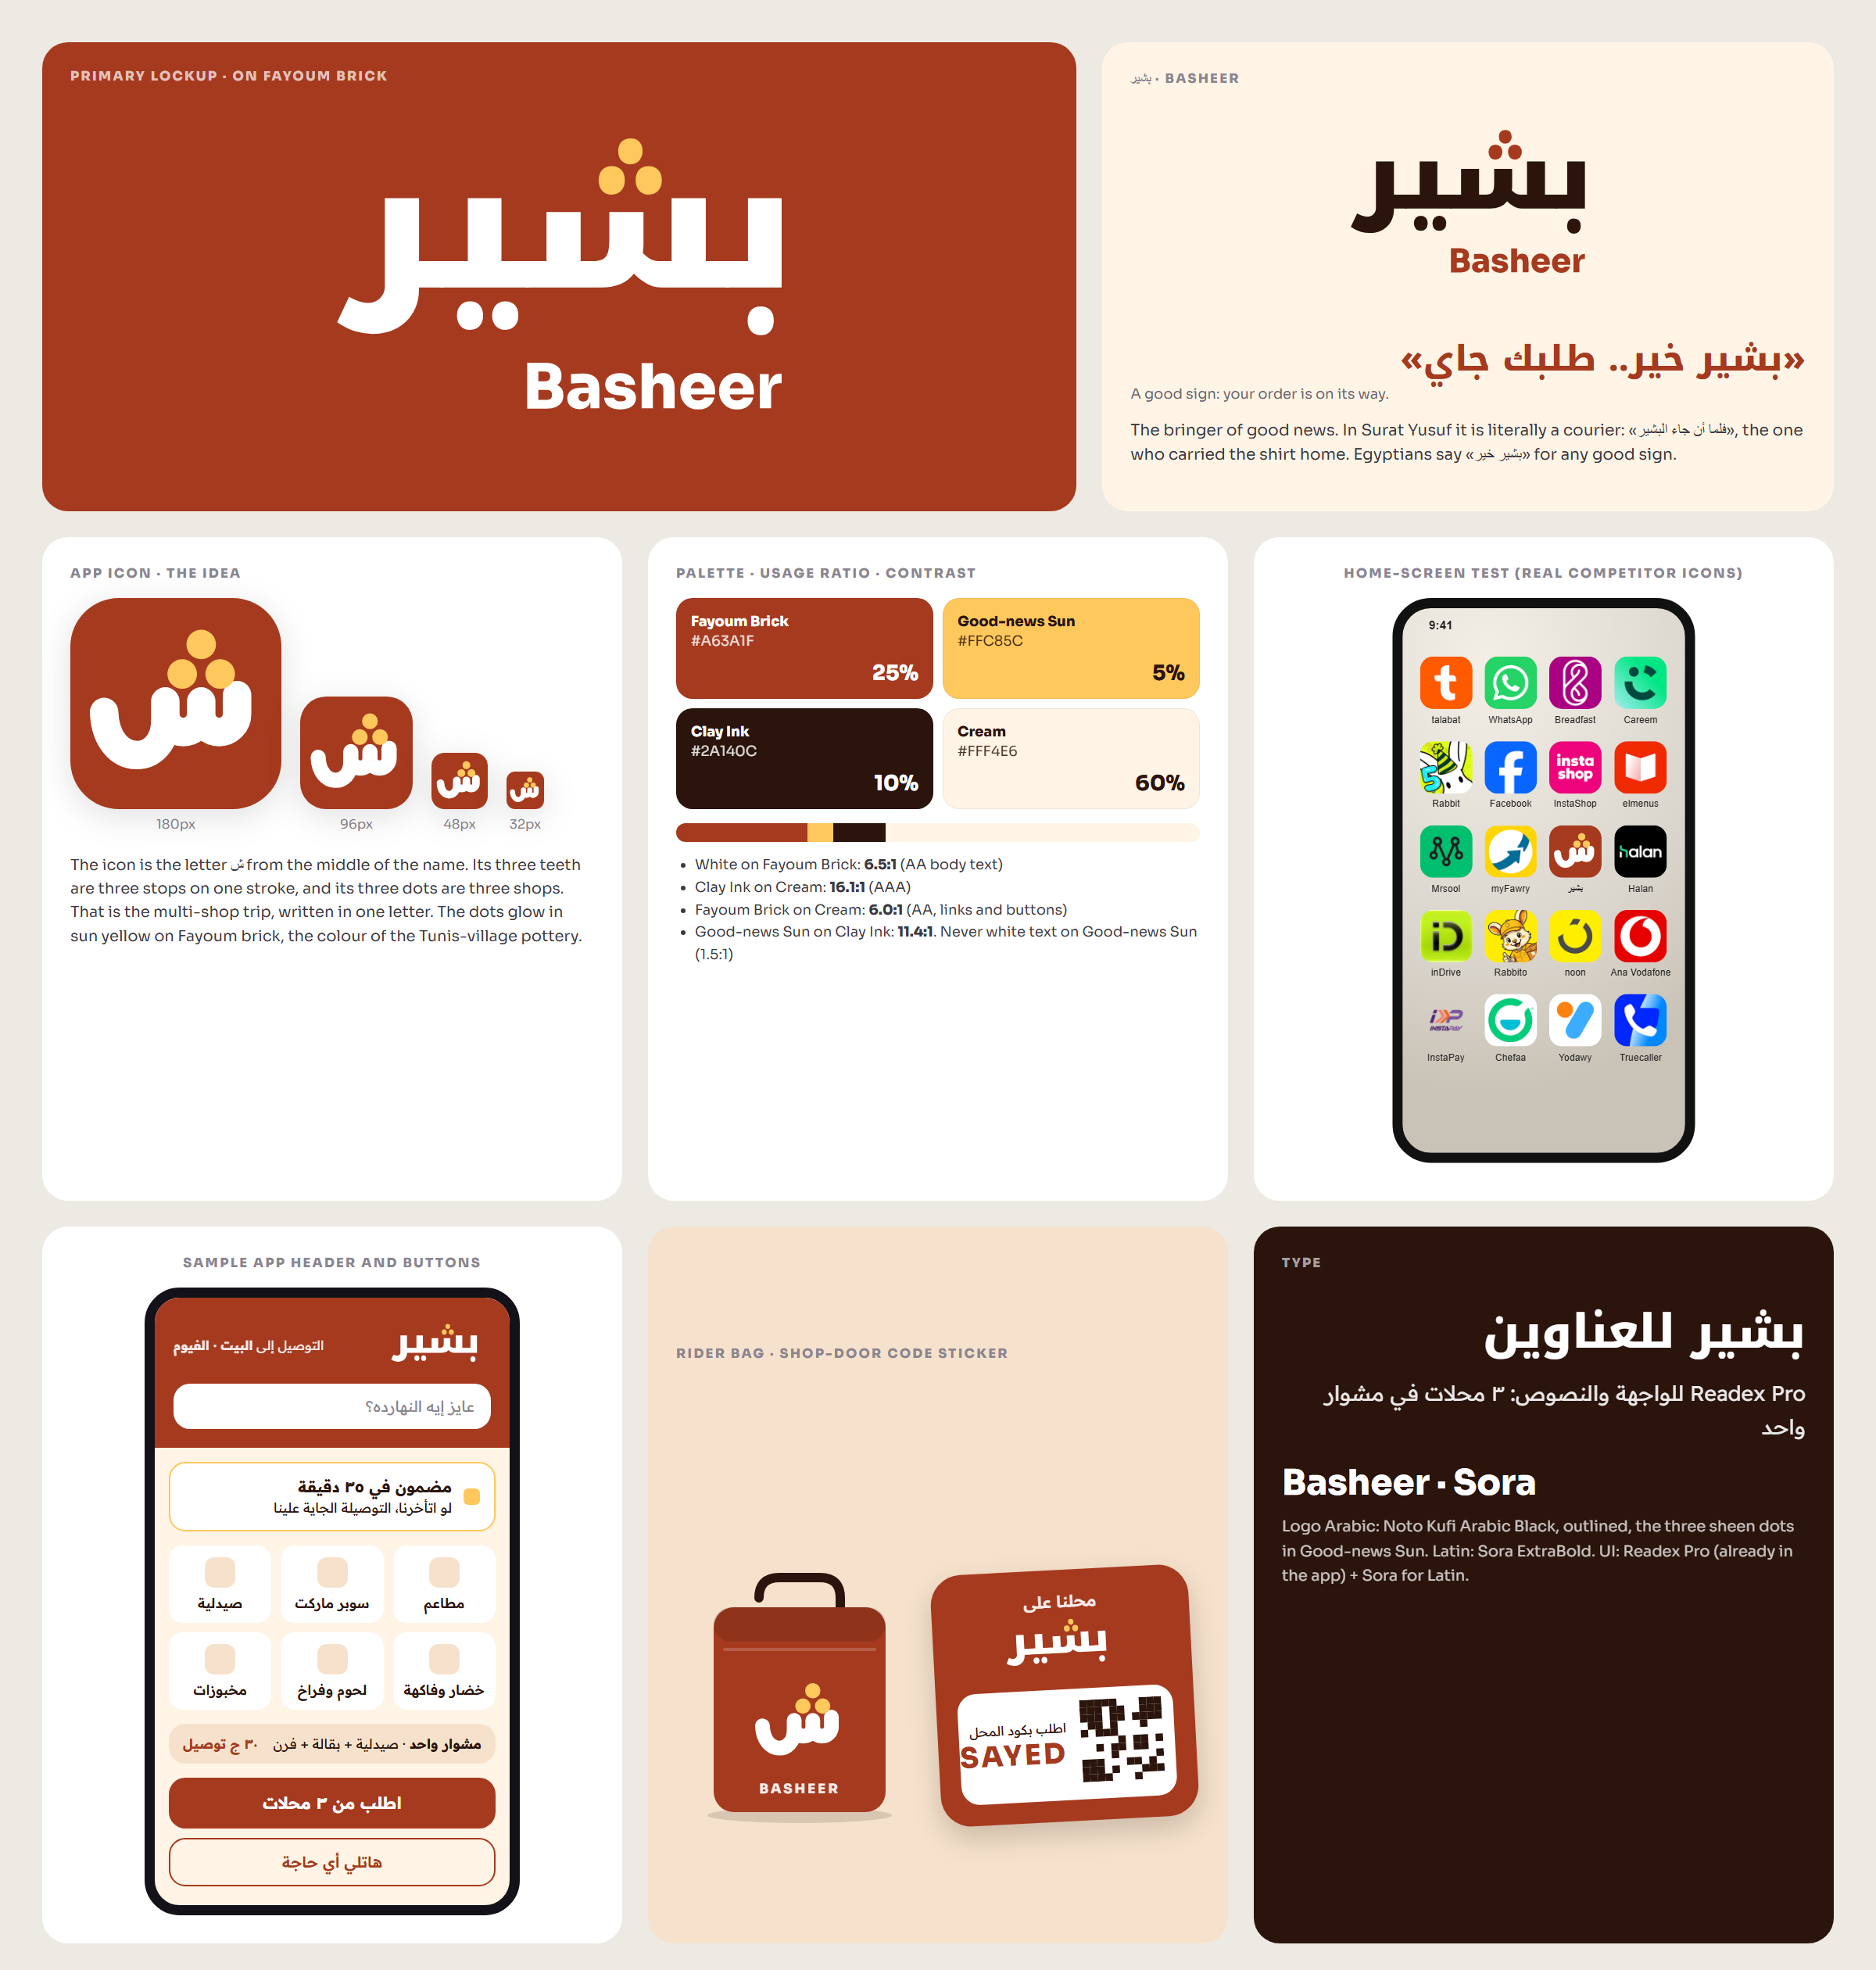 PRIMARY LOCKUP · ON FAYOUM BRICK
بشير
Basheer
بشير · BASHEER
بشير
Basheer
«بشير خير.. طلبك جاي»
A good sign: your order is on its way.
The bringer of good news. In Surat Yusuf it is literally a courier: «فلما أن جاء البشير», the one
who carried the shirt home. Egyptians say «بشير خير» for any good sign.
APP ICON · THE IDEA
س
س
س
س
180px
96px
48px
32px
The icon is the letter ش from the middle of the name. Its three teeth
are three stops on one stroke, and its three dots are three shops.
That is the multi-shop trip, written in one letter. The dots glow in
sun yellow on Fayoum brick, the colour of the Tunis-village pottery.
PALETTE · USAGE RATIO · CONTRAST
Fayoum Brick
#A63A1F
25%
Good-news Sun
#FFC85C
5%
Clay Ink
#2A140C
10%
Cream
#FFF4E6
60%
• White on Fayoum Brick: 6.5:1 (AA body text)
• Clay Ink on Cream: 16.1:1 (AAA)
• Fayoum Brick on Cream: 6.0:1 (AA, links and buttons)
• Good-news Sun on Clay Ink: 11.4:1. Never white text on Good-news Sun
(1.5:1)
HOME-SCREEN TEST (REAL COMPETITOR ICONS)
9:41
t
talabat WhatsApp Breadfast Careem
5 f insta shop
Rabbit Facebook InstaShop elmenus
ش halan
Mrsool myFawry بشير Halan
iD
inDrive Rabbito noon Ana Vodafone
INSTAPAY
InstaPay Chefaa Yodawy Truecaller
SAMPLE APP HEADER AND BUTTONS
بشير
التوصيل إلى البيت · الفيوم
عايز إيه النهارده؟
مضمون في ٣٥ دقيقة
لو اتأخرنا، التوصيلة الجاية علينا
مطاعم
سوبر ماركت
صيدلية
خضار وفاكهة
لحوم وفراخ
مخبوزات
مشوار واحد · صيدلية + بقالة + فرن
٣٠ ج توصيل
اطلب من ٣ محلات
هاتلي أي حاجة
RIDER BAG · SHOP-DOOR CODE STICKER
ش
BASHEER
محلنا على
بشير
اطلب بكود المحل
SAYED
TYPE
بشير للعناوين
Readex Pro للواجهة والنصوص: ٣ محلات في مشوار
واحد
Basheer · Sora
Logo Arabic: Noto Kufi Arabic Black, outlined, the three sheen dots
in Good-news Sun. Latin: Sora ExtraBold. UI: Readex Pro (already in
the app) + Sora for Latin.